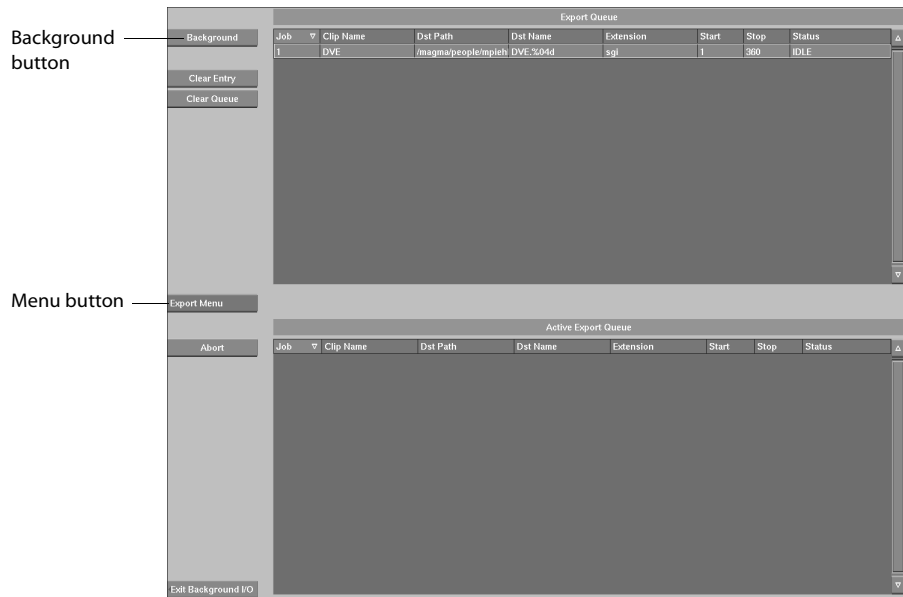 Export Queue
Background button
Background
Job Clip Name Dst Path Dst Name Extension Start Stop Status
1 DVE /magma/people/mpieh DVE.%04d sgi 1 360 IDLE
Clear Entry
Clear Queue
Menu button
Export Menu
Active Export Queue
Abort
Job Clip Name Dst Path Dst Name Extension Start Stop Status
Exit Background I/O